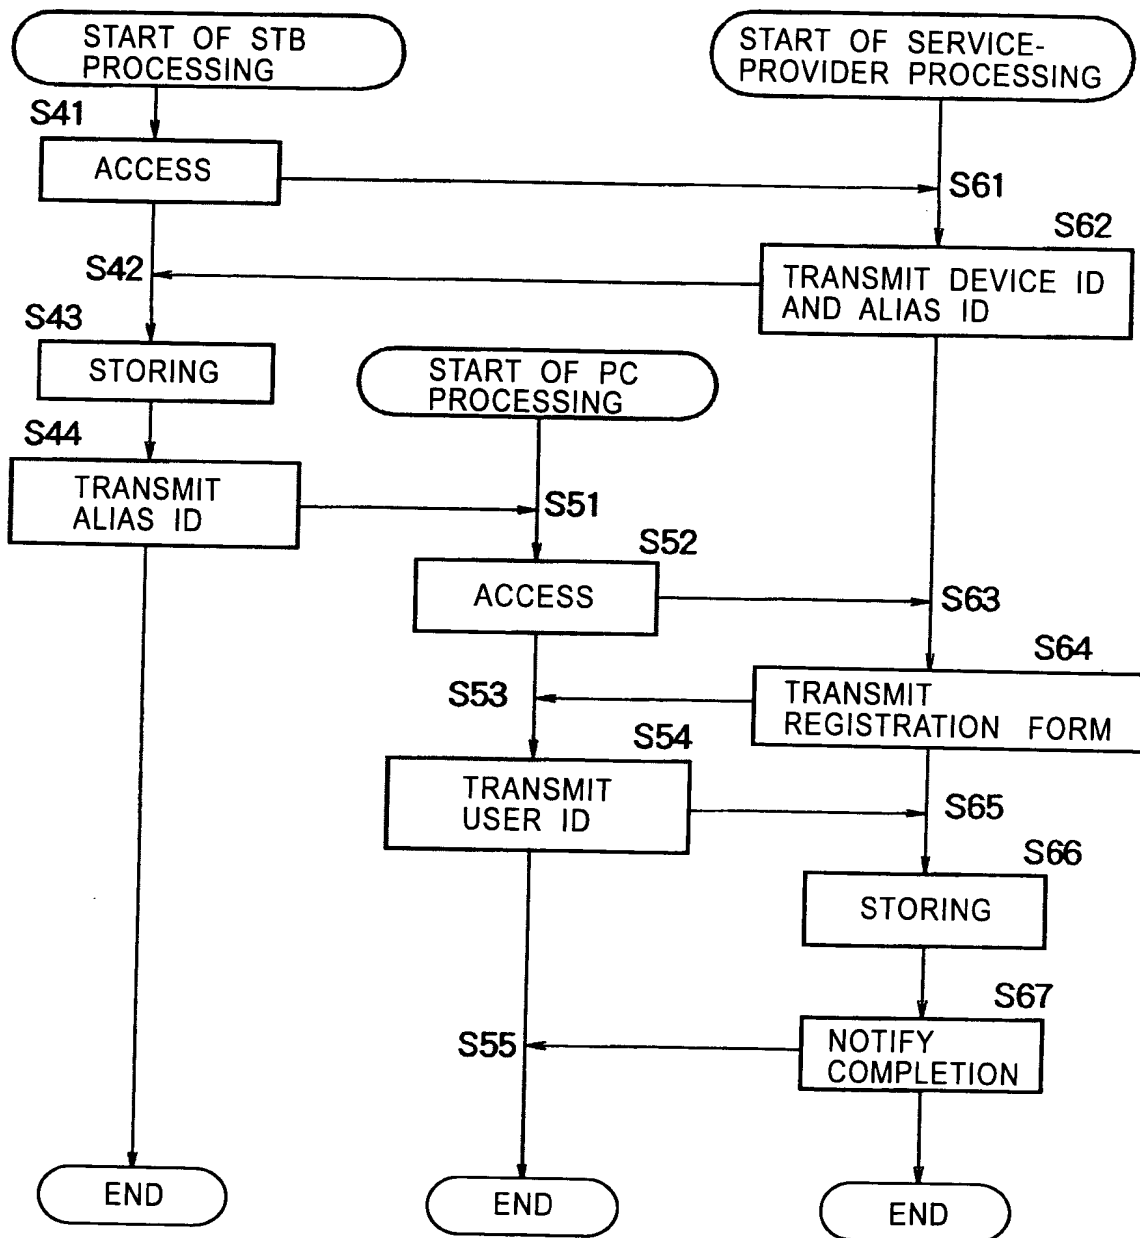 START OF STB
PROCESSING
START OF SERVICE-
PROVIDER PROCESSING
S41
ACCESS
S61
S62
S42
TRANSMIT DEVICE ID
AND ALIAS ID
S43
STORING
START OF PC
PROCESSING
S44
TRANSMIT
ALIAS ID
S51
S52
ACCESS
S63
S64
S53
TRANSMIT
REGISTRATION FORM
S54
TRANSMIT
USER ID
S65
S66
STORING
S67
S55
NOTIFY
COMPLETION
END
END
END